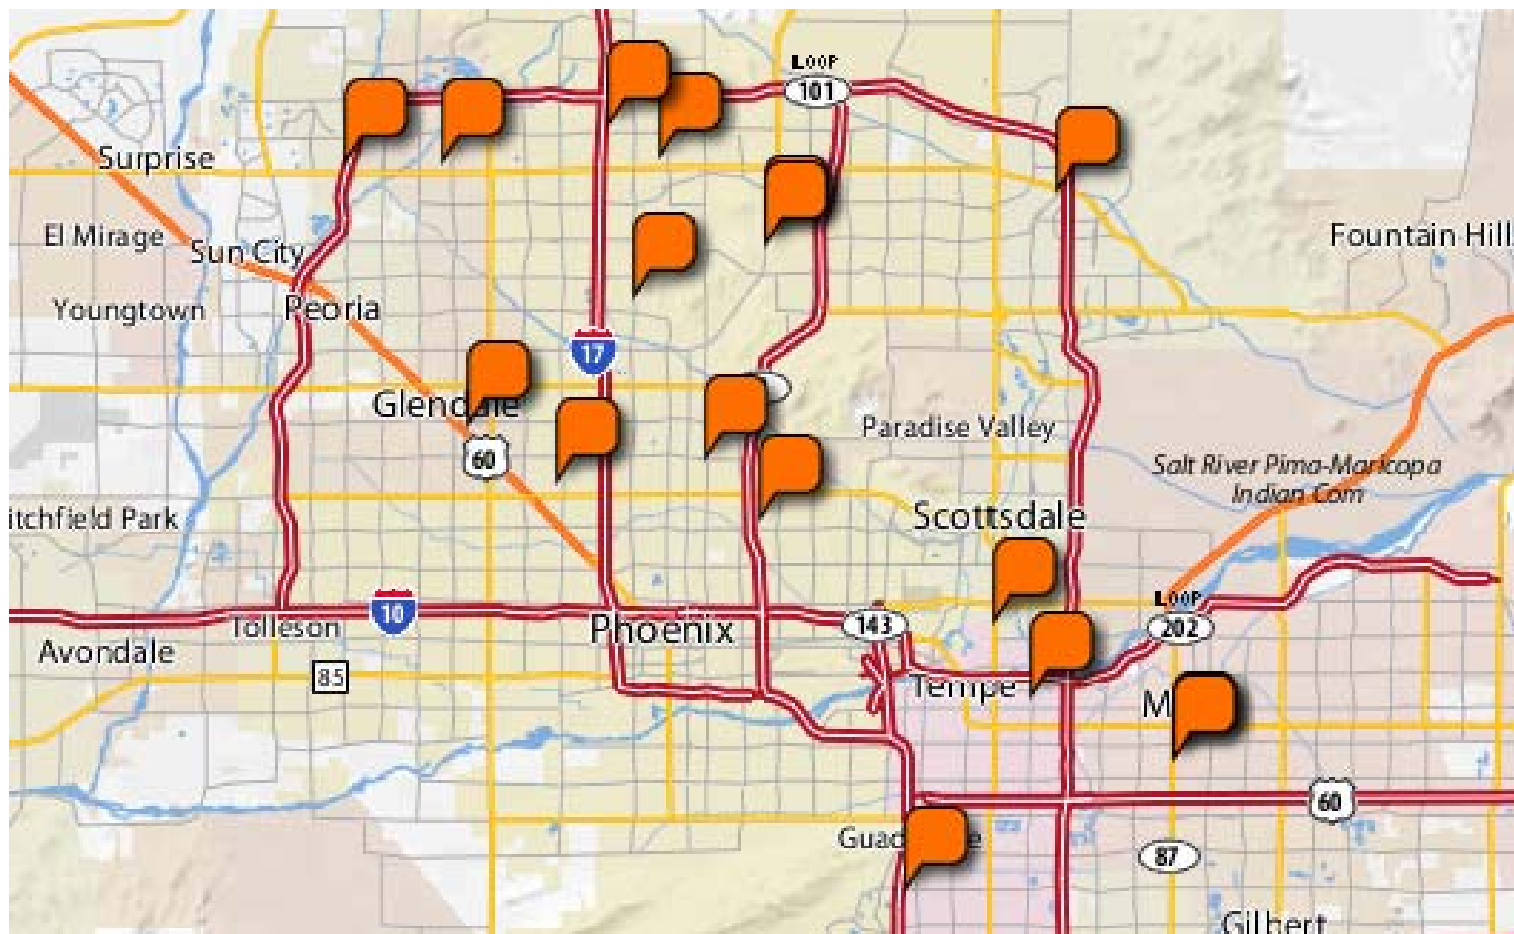 LOOP
101
Surprise
El Mirage
Sun City
Fountain Hill
Youngtown
Peoria
17
Glendale
Paradise Valley
60
Salt River Pima-Maricopa
Indian Com
itchfield Park
Scottsdale
10
LOOP
202
Tolleson
Phoenix
143
Avondale
85
Tempe
M
60
Guad e
87
Gilbert